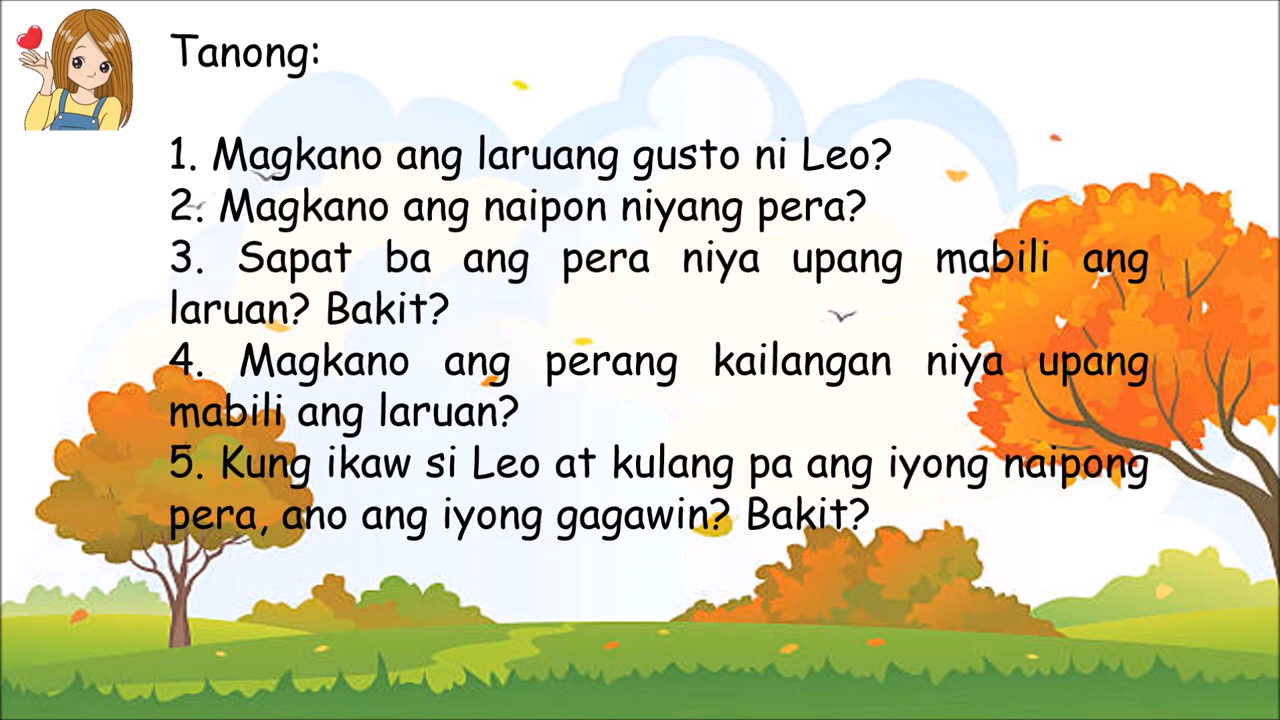 Tanong:
1. Magkano ang laruang gusto ni Leo?
2. Magkano ang naipon niyang pera?
3. Sapat ba ang pera niya upang mabili ang
laruan? Bakit?
4. Magkano ang perang kailangan niya upang
mabili ang laruan?
5. Kung ikaw si Leo at kulang pa ang iyong naipong
pera, ano ang iyong gagawin? Bakit?